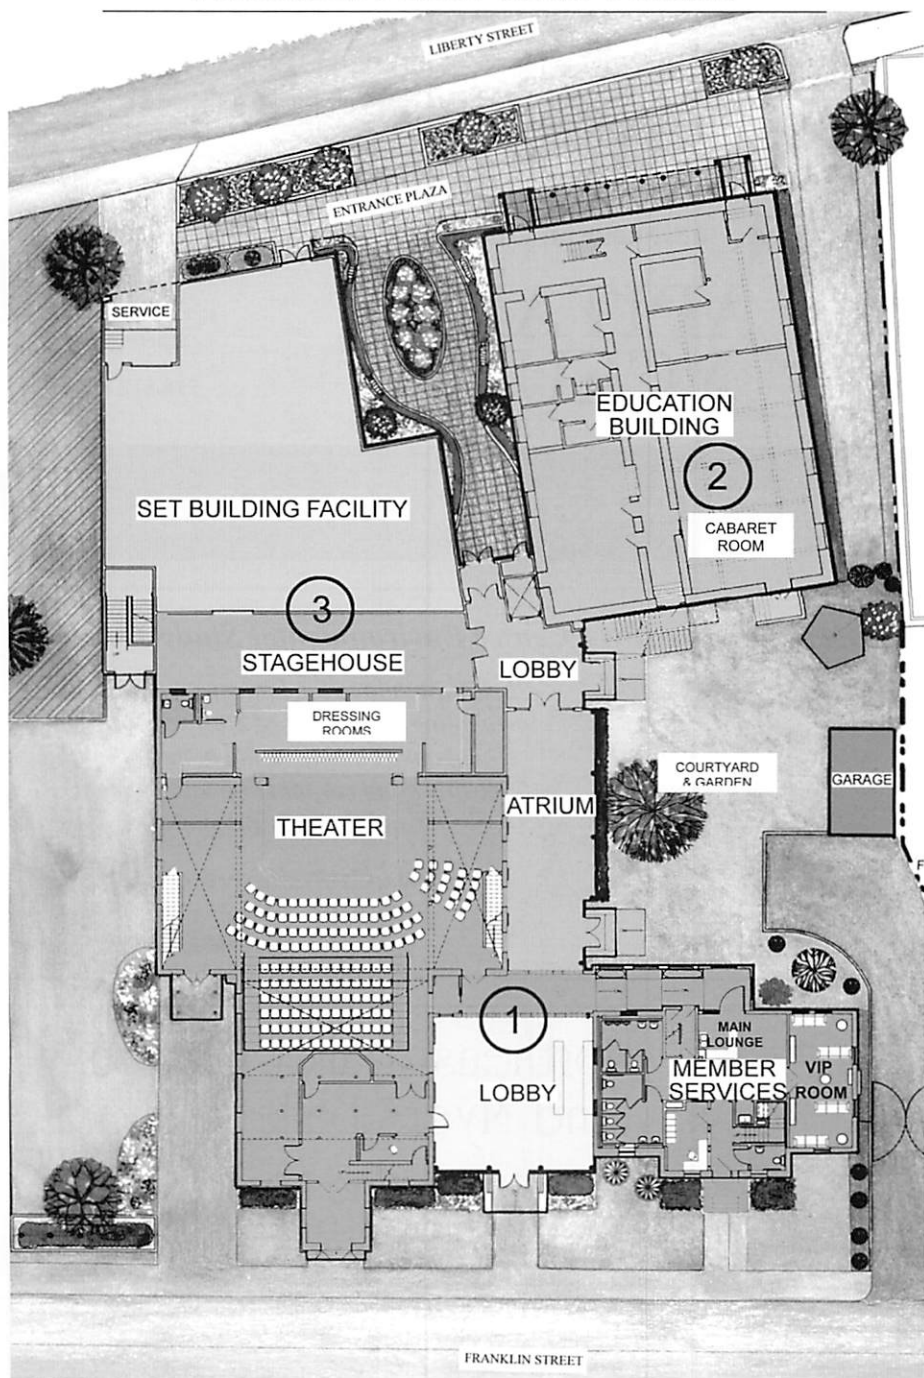 LIBERTY STREET
ENTRANCE PLAZA
SERVICE
EDUCATION
BUILDING
2
CABARET
ROOM
SET BUILDING FACILITY
3
STAGEHOUSE
LOBBY
DRESSING
ROOMS
COURTYARD
& GARDEN
GARAGE
ATRIUM
THEATER
F
1
LOBBY
MAIN
LOUNGE
MEMBER
SERVICES
VIP
ROOM
FRANKLIN STREET